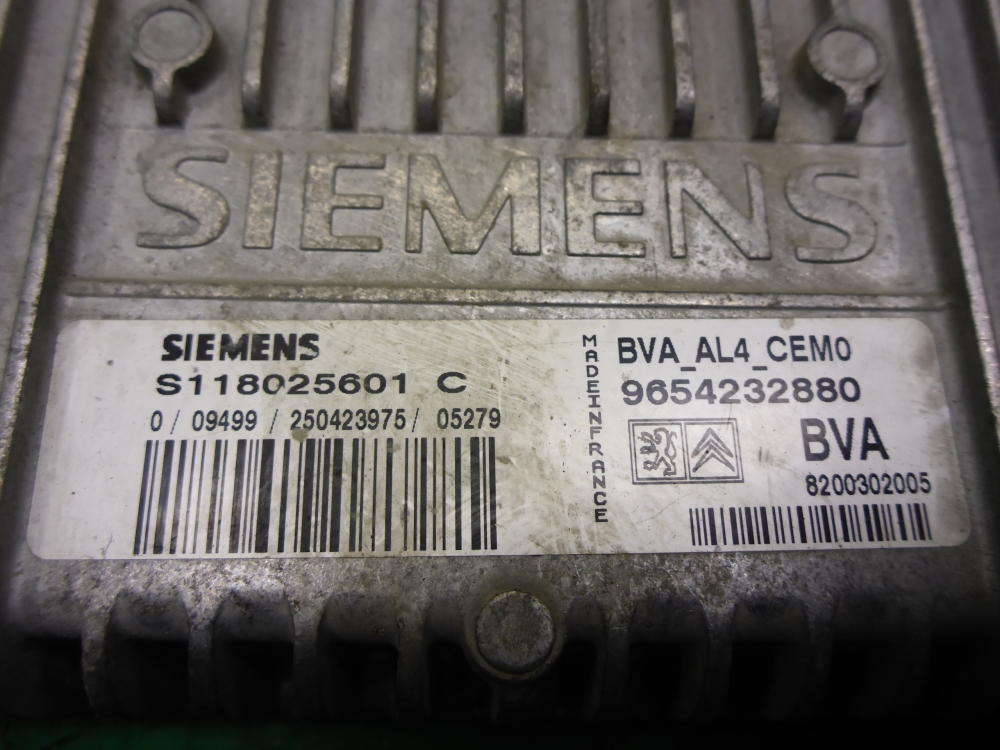 SIEMENS
SIEMENS
S118025601 C
0 / 09499 / 250423975 / 05279
MADEINFRANCE
BVA_AL4_CEM0
9654232880
BVA
8200302005